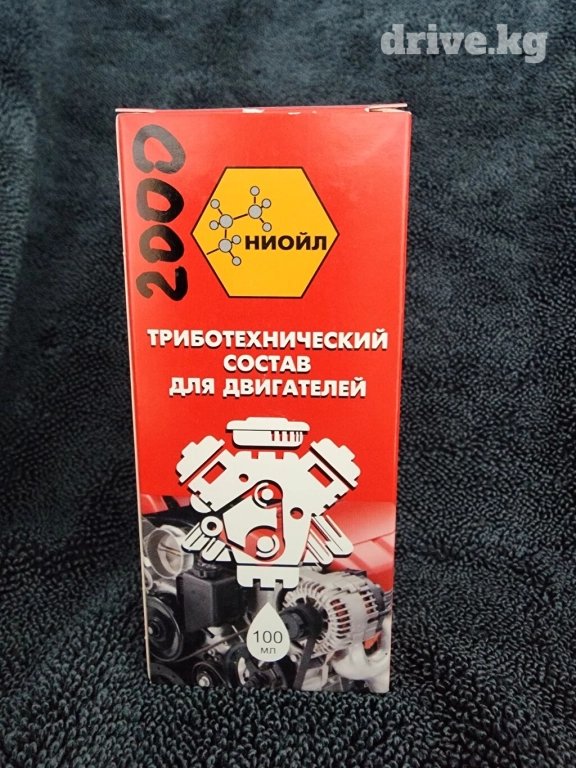 drive.kg
2000
НИОЙЛ
ТРИБОТЕХНИЧЕСКИЙ
СОСТАВ
ДЛЯ ДВИГАТЕЛЕЙ
100
МЛ